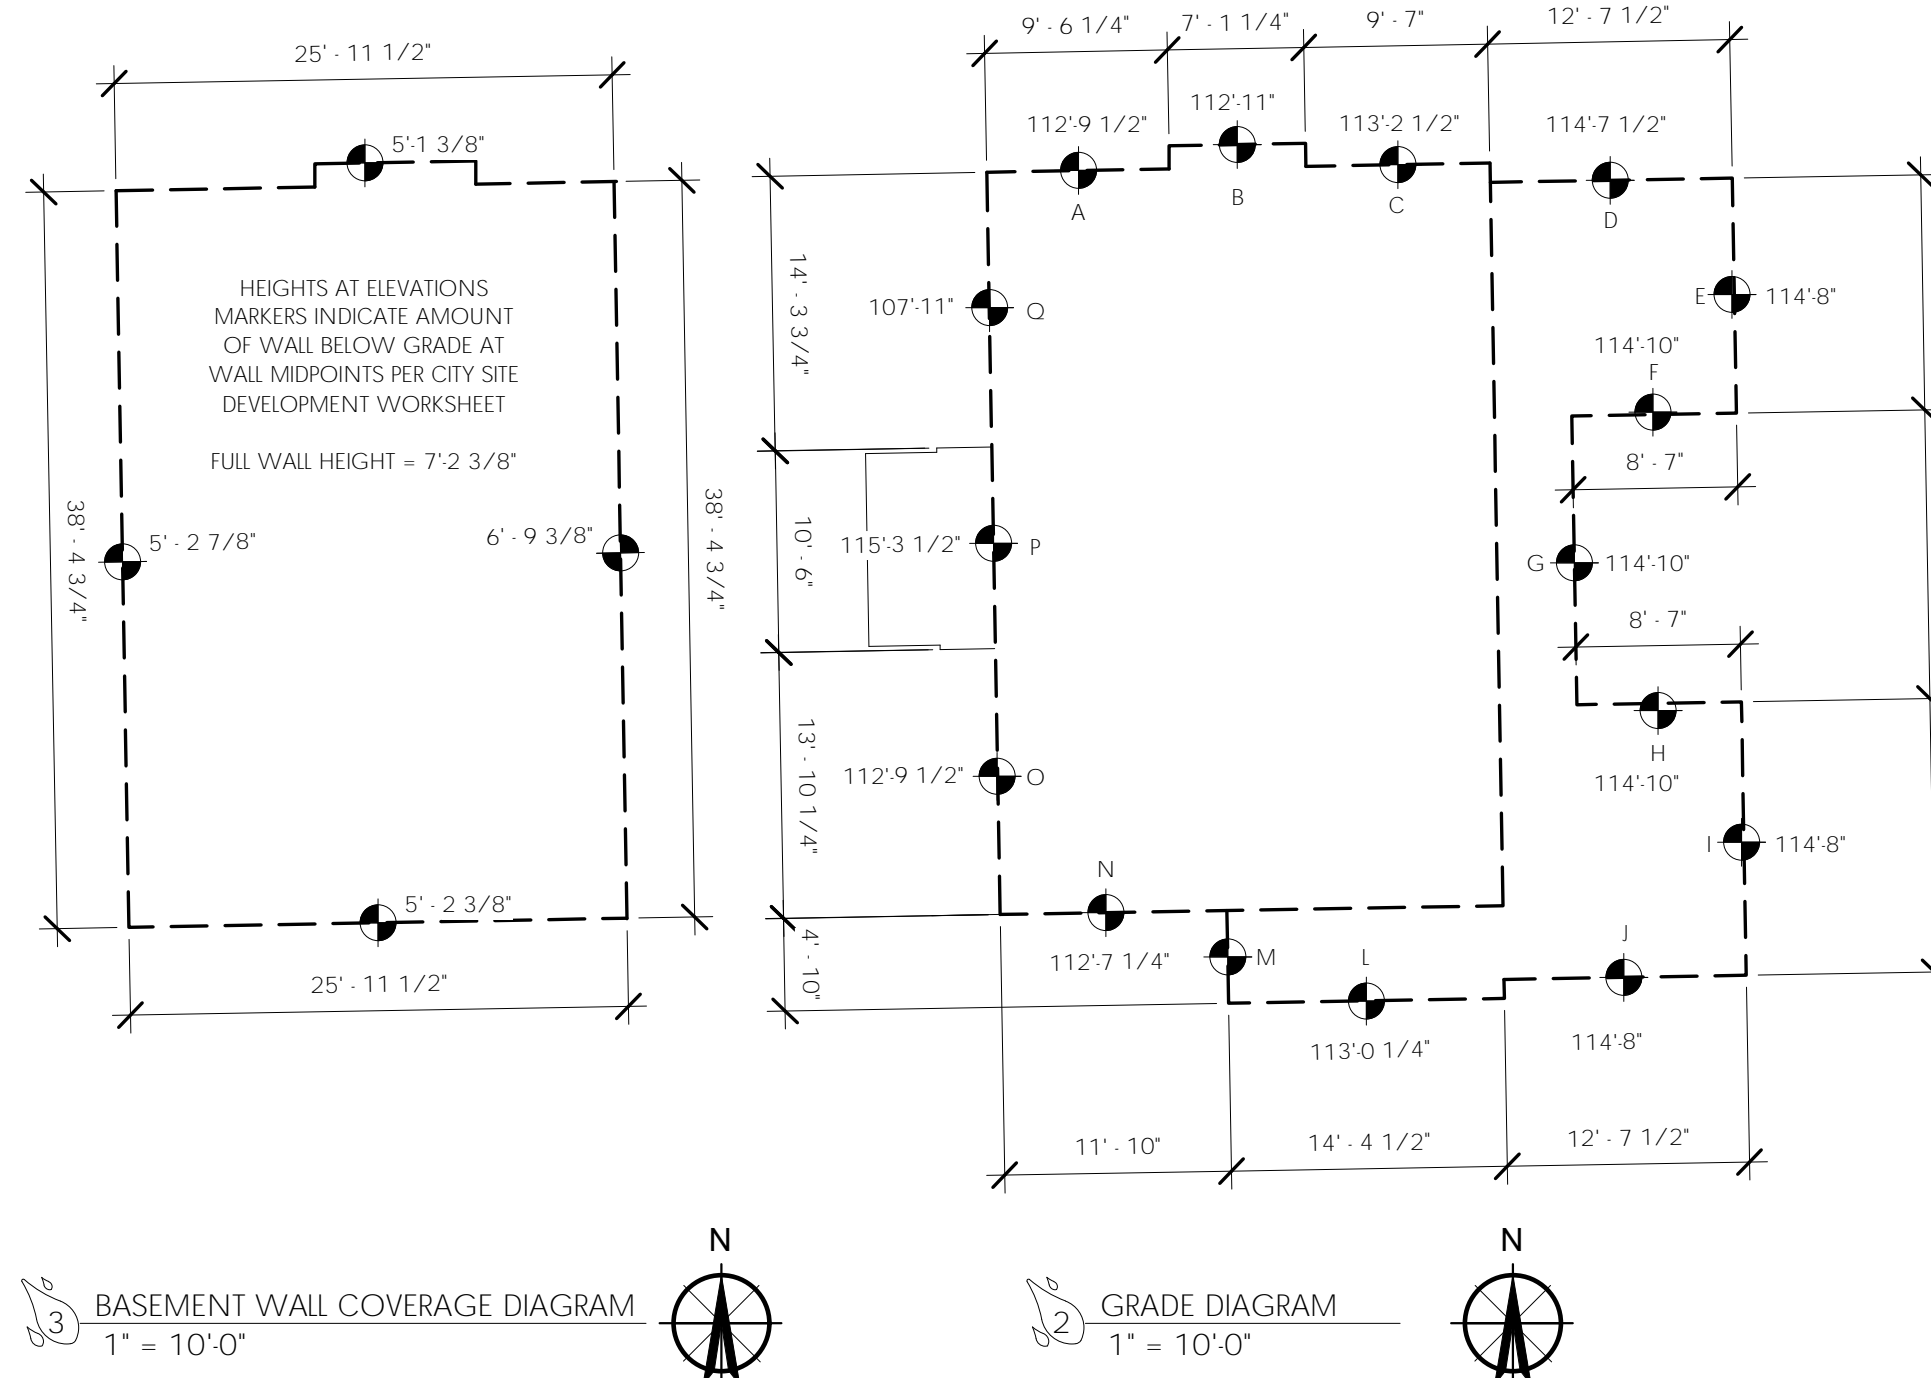 25' - 11 1/2"
5'-1 3/8"
HEIGHTS AT ELEVATIONS
MARKERS INDICATE AMOUNT
OF WALL BELOW GRADE AT
WALL MIDPOINTS PER CITY SITE
DEVELOPMENT WORKSHEET
FULL WALL HEIGHT = 7'-2 3/8"
38' - 4 3/4"
5' - 2 7/8"
6' - 9 3/8"
38' - 4 3/4"
5' - 2 3/8"
25' - 11 1/2"
N
3
BASEMENT WALL COVERAGE DIAGRAM
1" = 10'-0"
9' - 6 1/4"
7' - 1 1/4"
9' - 7"
12' - 7 1/2"
112'-9 1/2"
112'-11"
113'-2 1/2"
114'-7 1/2"
A
B
C
D
14' - 3 3/4"
107'-11"
Q
E
114'-8"
114'-10"
F
8' - 7"
10' - 6"
115'-3 1/2"
P
G
114'-10"
8' - 7"
13' - 10 1/4"
112'-9 1/2"
O
H
114'-10"
I
114'-8"
N
4' - 10"
112'-7 1/4"
M
L
J
113'-0 1/4"
114'-8"
11' - 10"
14' - 4 1/2"
12' - 7 1/2"
N
2
GRADE DIAGRAM
1" = 10'-0"